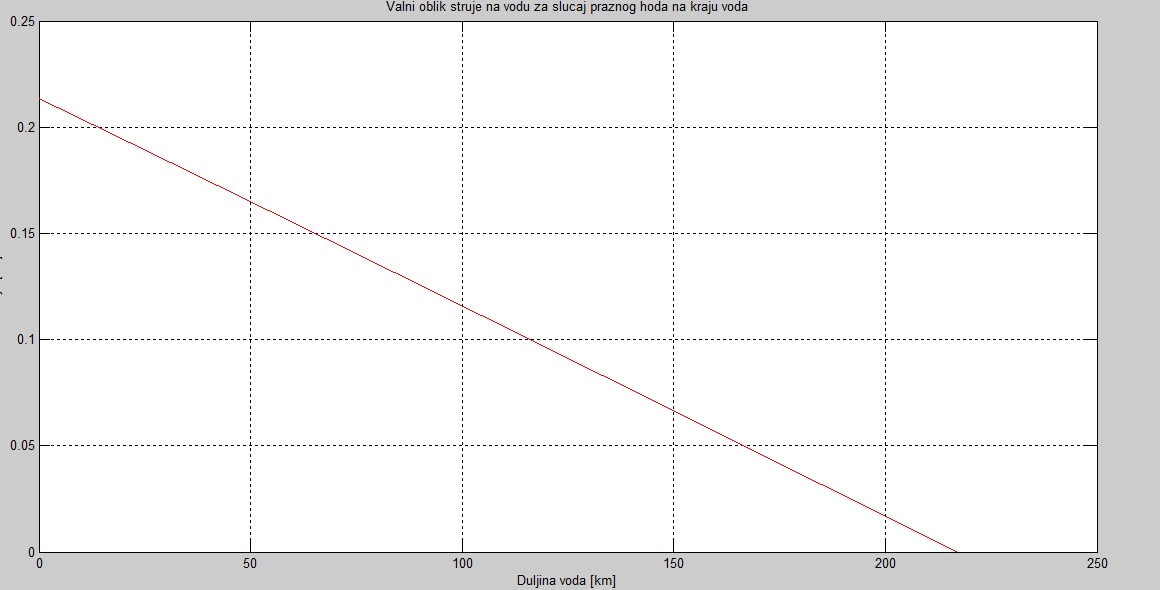 Valni oblik struje na vodu za slucaj praznog hoda na kraju voda
0.25
0.2
0.15
0.1
0.05
0
0 50 100 150 200 250
Duljina voda [km]